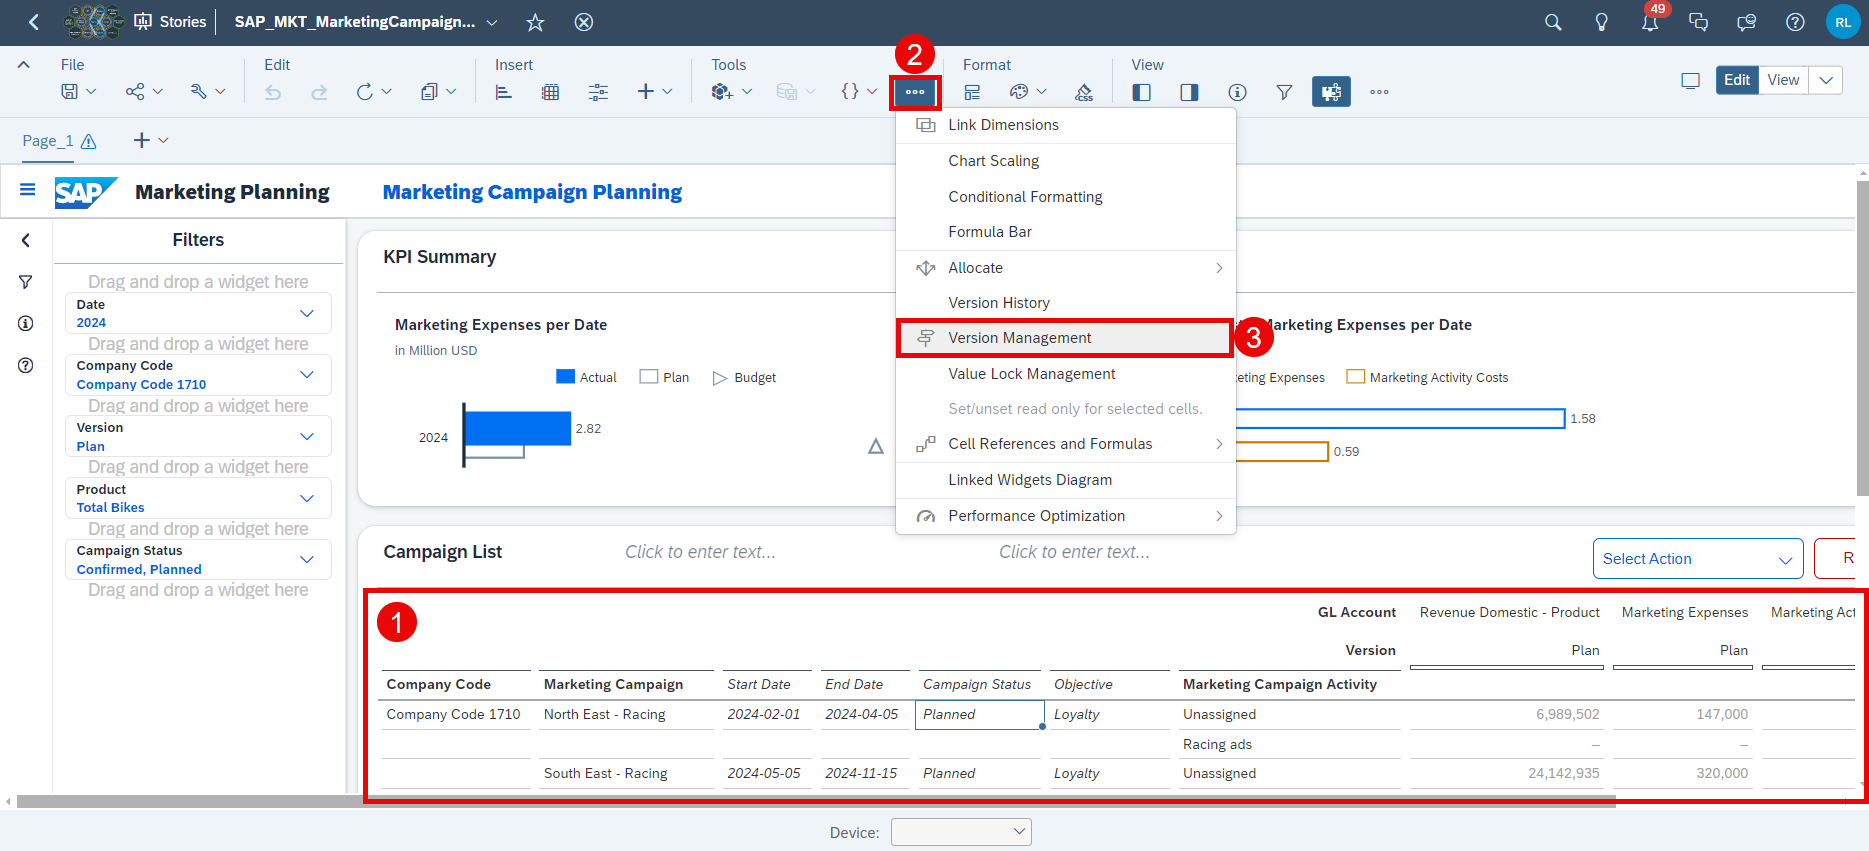 Stories SAP_MKT_MarketingCampaign... 49 RL
File Edit Insert Tools 2 Format View
Edit View
Page_1
SAP Marketing Planning Marketing Campaign Planning
Link Dimensions
Chart Scaling
Conditional Formatting
Formula Bar
Allocate
Version History
Version Management 3
Value Lock Management
Set/unset read only for selected cells.
Cell References and Formulas
Linked Widgets Diagram
Performance Optimization
Filters
Drag and drop a widget here
Date
2024
Drag and drop a widget here
Company Code
Company Code 1710
Drag and drop a widget here
Version
Plan
Drag and drop a widget here
Product
Total Bikes
Drag and drop a widget here
Campaign Status
Confirmed, Planned
Drag and drop a widget here
KPI Summary
Marketing Expenses per Date
in Million USD
Actual Plan Budget
2024 2.82
Marketing Expenses per Date
eting Expenses Marketing Activity Costs
1.58
0.59
Campaign List Click to enter text... Click to enter text... Select Action R
1
GL Account Revenue Domestic - Product Marketing Expenses Marketing Act
Version Plan Plan
Company Code Marketing Campaign Start Date End Date Campaign Status Objective Marketing Campaign Activity
Company Code 1710 North East - Racing 2024-02-01 2024-04-05 Planned Loyalty Unassigned 6,989,502 147,000
Racing ads – –
South East - Racing 2024-05-05 2024-11-15 Planned Loyalty Unassigned 24,142,935 320,000
Device: